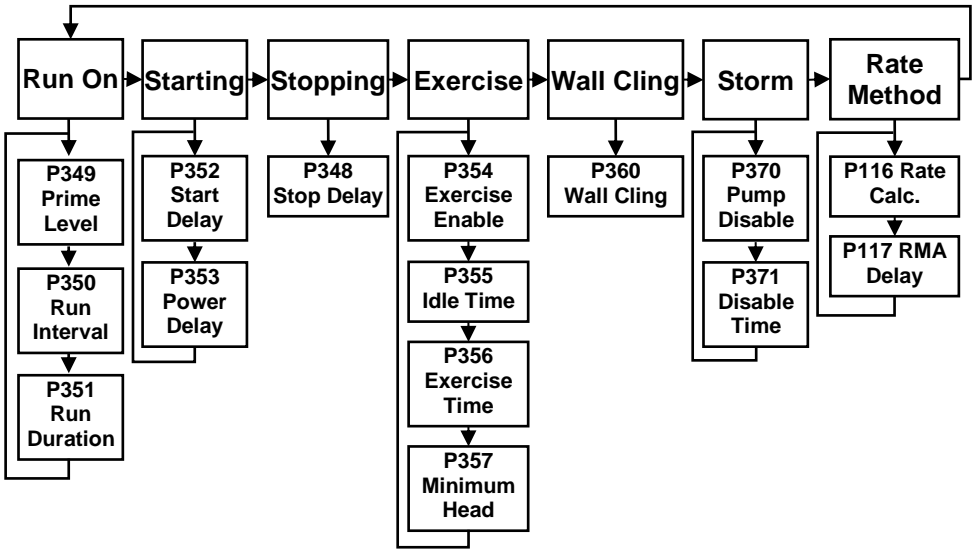 Run On
Starting
Stopping
Exercise
Wall Cling
Storm
Rate
Method
P349
Prime
Level
P350
Run
Interval
P351
Run
Duration
P352
Start
Delay
P353
Power
Delay
P348
Stop Delay
P354
Exercise
Enable
P355
Idle Time
P356
Exercise
Time
P357
Minimum
Head
P360
Wall Cling
P370
Pump
Disable
P371
Disable
Time
P116 Rate
Calc.
P117 RMA
Delay